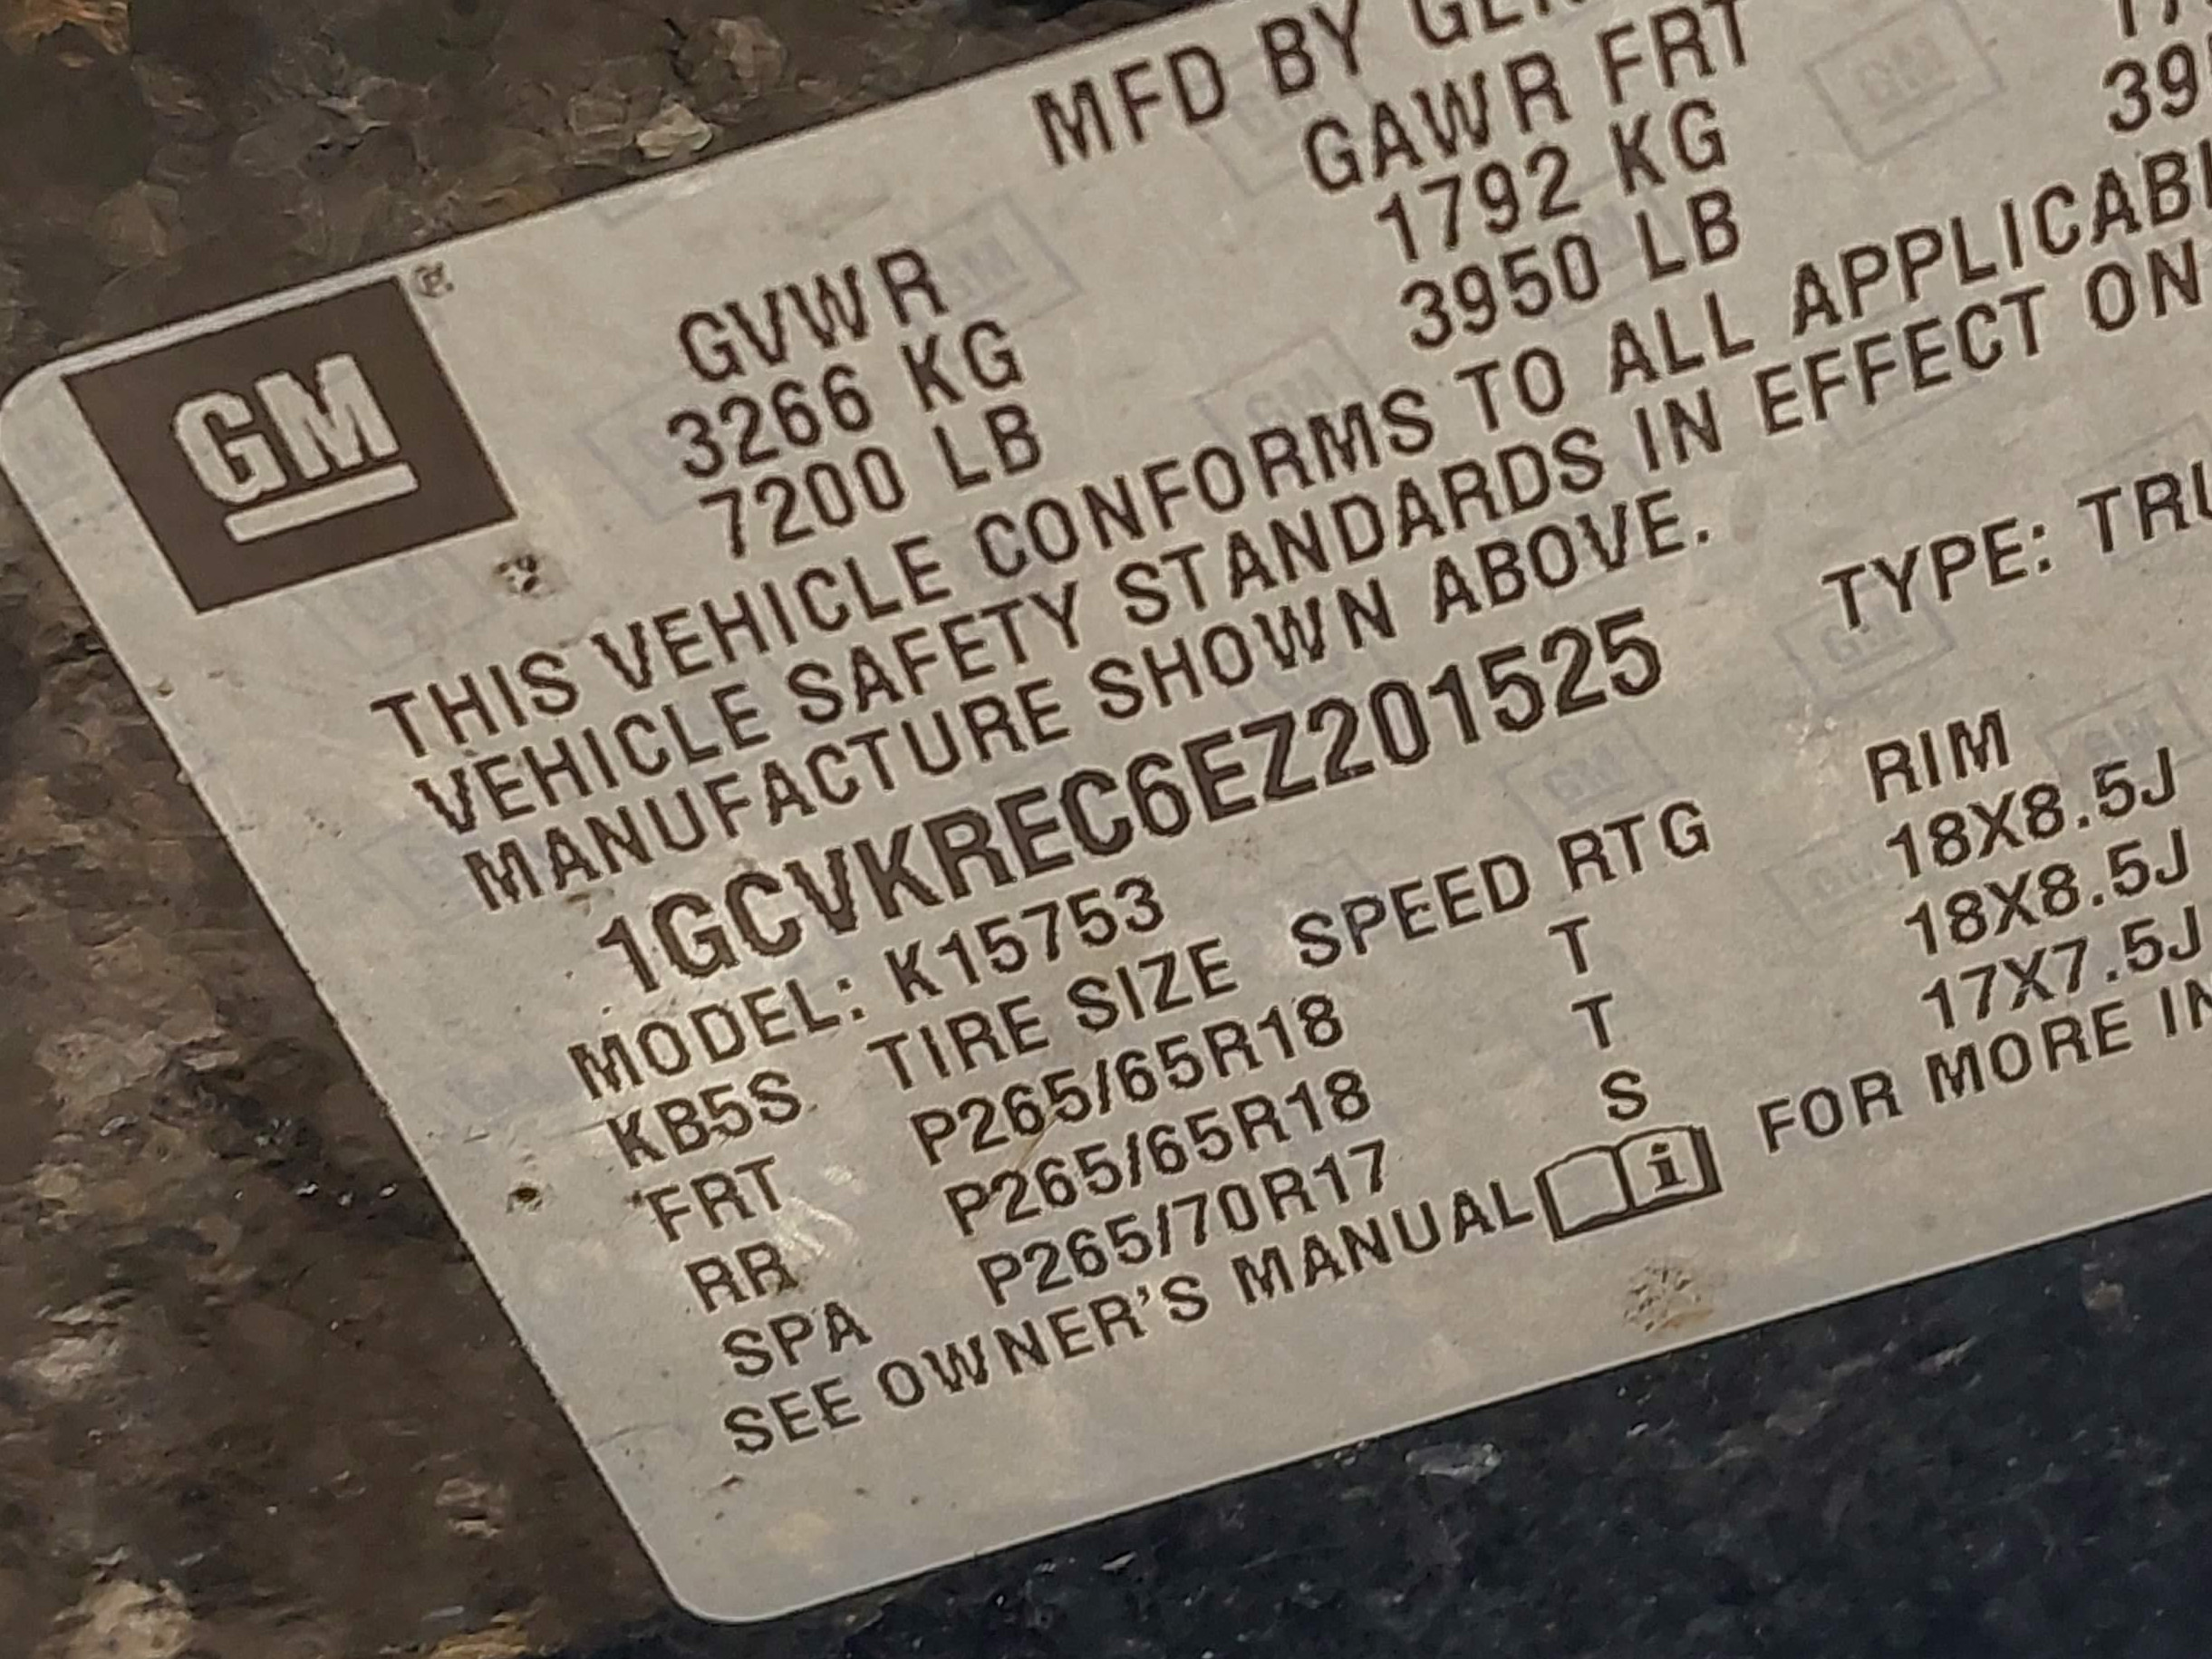 MFD BY
GM
GVWR GAWR FRT
3266 KG 1792 KG
7200 LB 3950 LB
THIS VEHICLE CONFORMS TO ALL
VEHICLE SAFETY STANDARDS IN EFFECT ON
MANUFACTURE SHOWN ABOVE.
1GCVKREC6EZ201525 TYPE:
MODEL: K15753
KB5S TIRE SIZE SPEED RTG RIM
FRT P265/65R18 T 18X8.5J
RR P265/65R18 T 18X8.5J
SPA P265/70R17 S 17X7.5J
SEE OWNER'S MANUAL FOR MORE